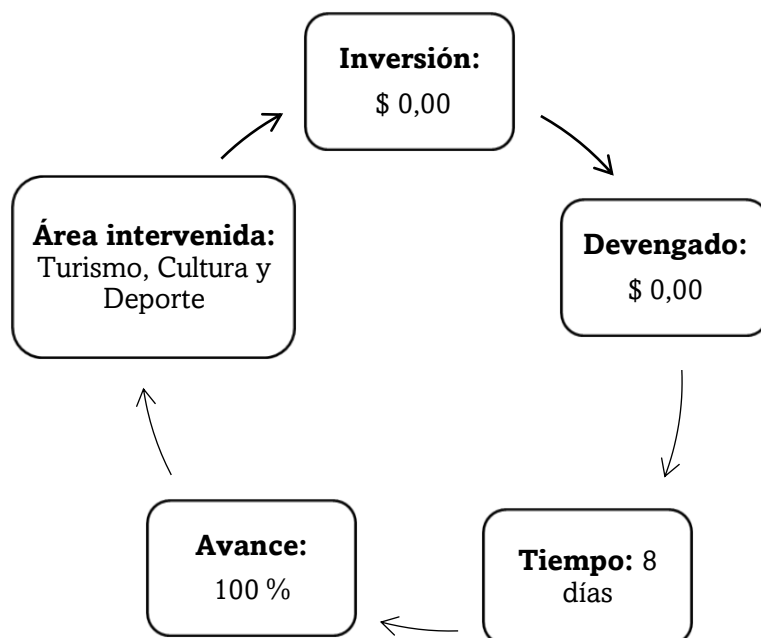 Inversión:
$ 0,00
Devengado:
$ 0,00
Tiempo: 8
días
Avance:
100 %
Área intervenida:
Turismo, Cultura y
Deporte